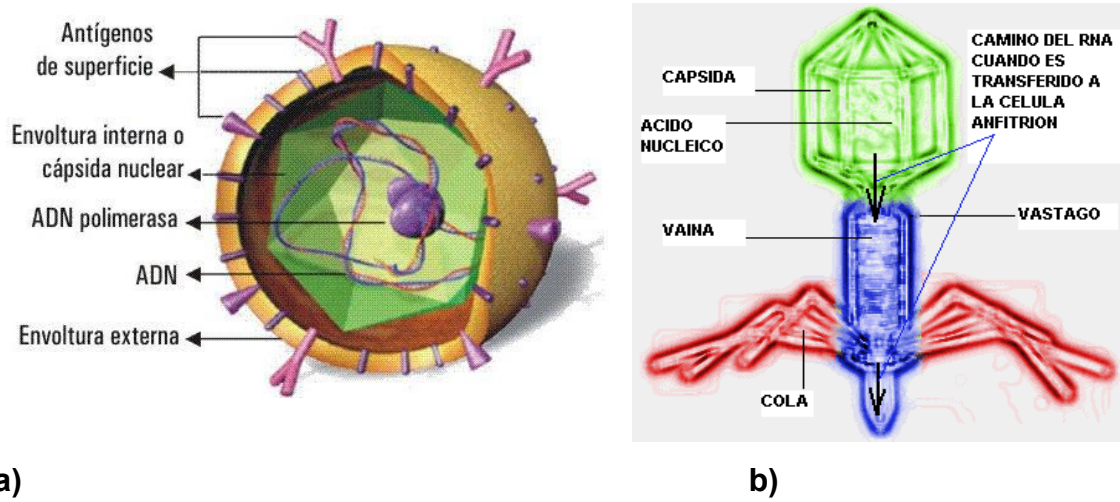 Antígenos
de superficie
Envoltura interna o
cápsida nuclear
ADN polimerasa
ADN
Envoltura externa
CAPSIDA
ACIDO
NUCLEICO
VAINA
COLA
CAMINO DEL RNA
CUANDO ES
TRANSFERIDO A
LA CELULA
ANFITRION
VASTAGO
a)
b)